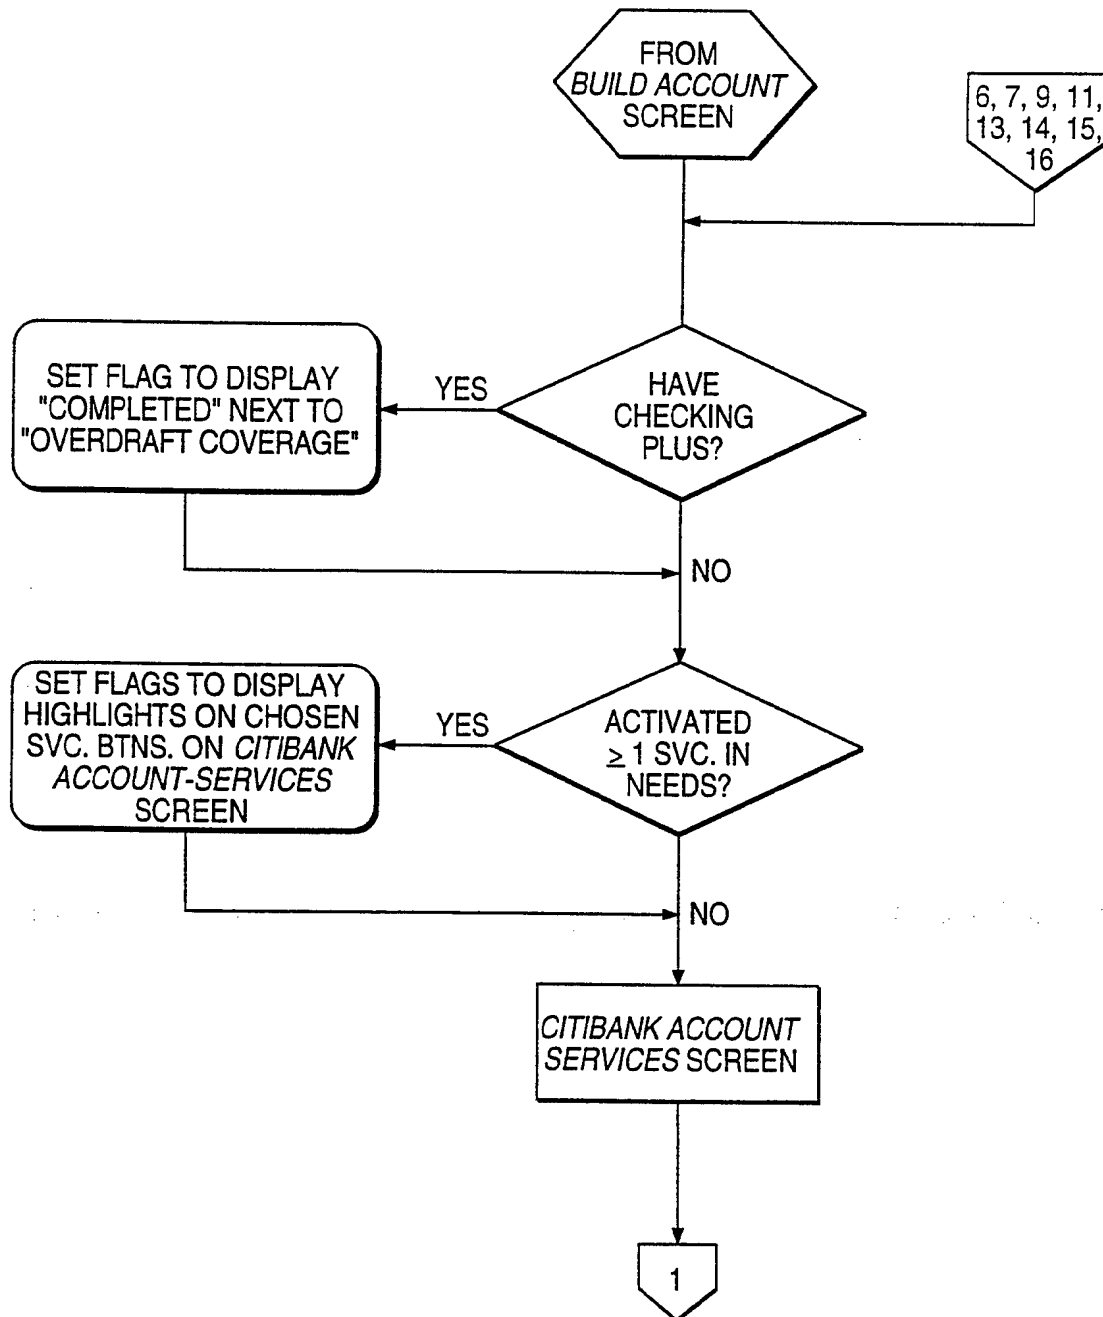 FROM
BUILD ACCOUNT
SCREEN
6, 7, 9, 11,
13, 14, 15,
16
HAVE
CHECKING
PLUS?
YES
SET FLAG TO DISPLAY
"COMPLETED" NEXT TO
"OVERDRAFT COVERAGE"
NO
ACTIVATED
≥ 1 SVC. IN
NEEDS?
YES
SET FLAGS TO DISPLAY
HIGHLIGHTS ON CHOSEN
SVC. BTNS. ON CITIBANK
ACCOUNT-SERVICES
SCREEN
NO
CITIBANK ACCOUNT
SERVICES SCREEN
1